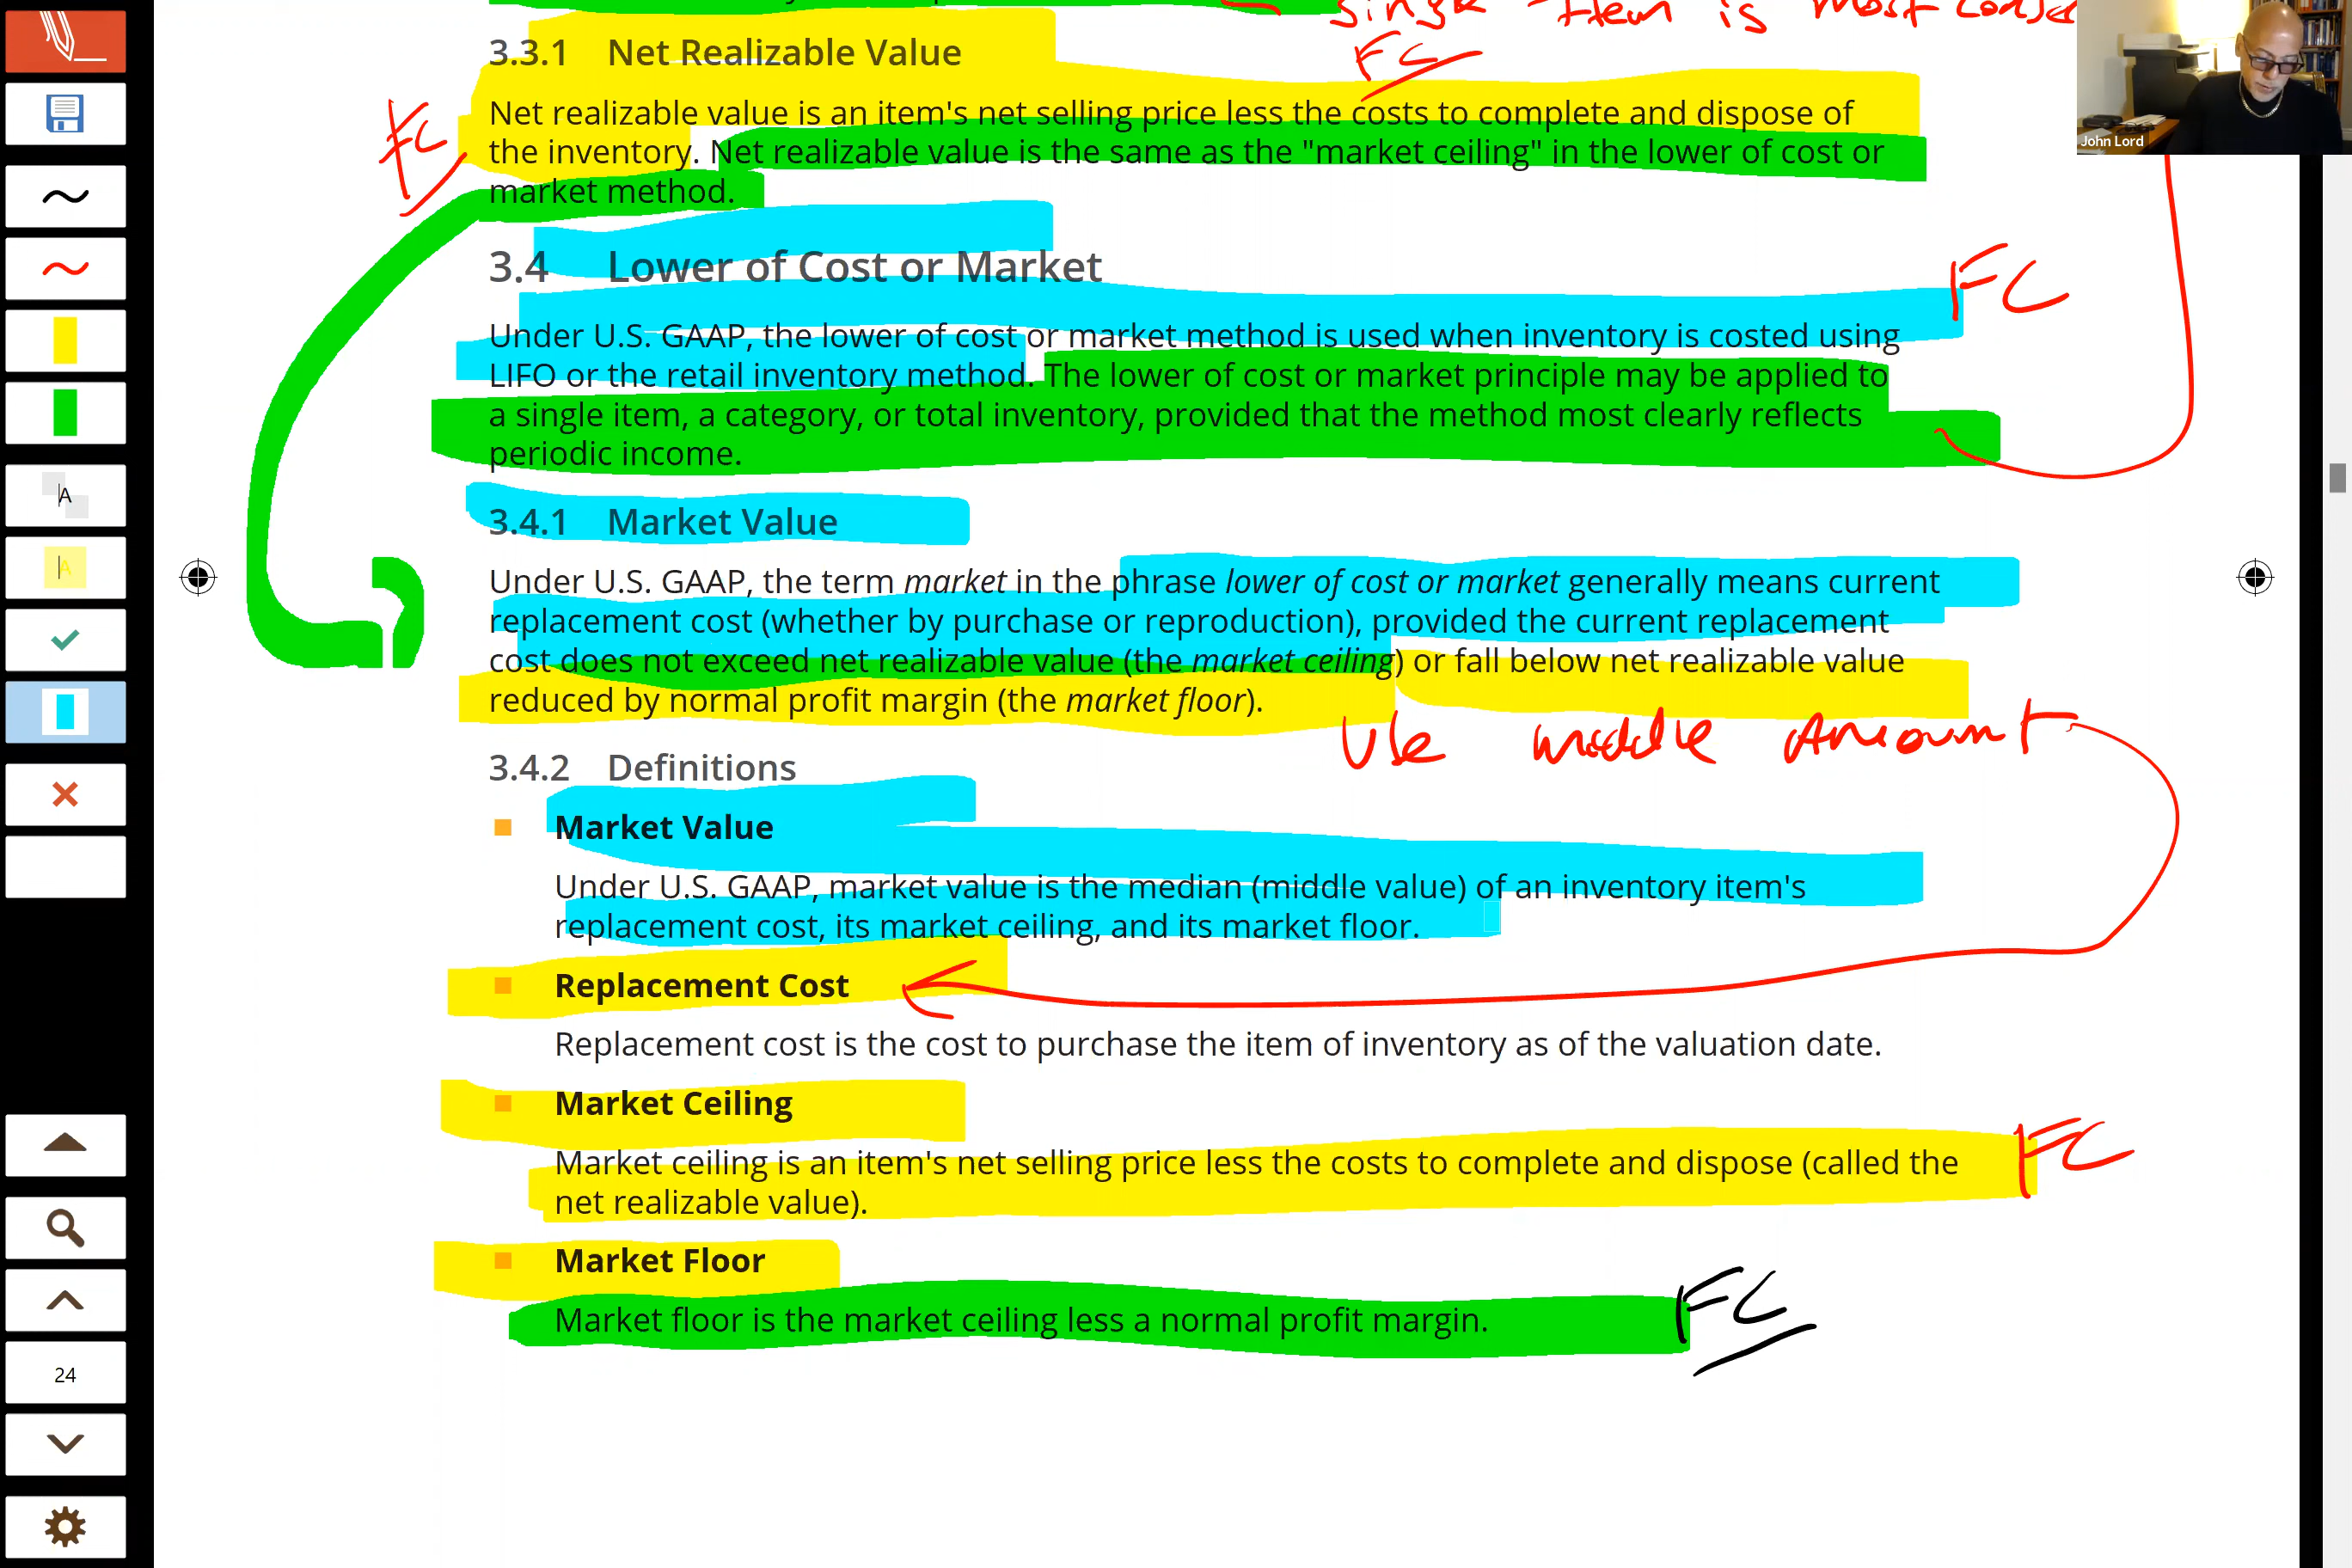 single item is most
FC
3.3.1 Net Realizable Value
FC
Net realizable value is an item's net selling price less the costs to complete and dispose of
the inventory. Net realizable value is the same as the "market ceiling" in the lower of cost or
market method.
John Lord
3.4 Lower of Cost or Market
FC
Under U.S. GAAP, the lower of cost or market method is used when inventory is costed using
LIFO or the retail inventory method. The lower of cost or market principle may be applied to
a single item, a category, or total inventory, provided that the method most clearly reflects
periodic income.
3.4.1 Market Value
Under U.S. GAAP, the term market in the phrase lower of cost or market generally means current
replacement cost (whether by purchase or reproduction), provided the current replacement
cost does not exceed net realizable value (the market ceiling) or fall below net realizable value
reduced by normal profit margin (the market floor).
Use middle Amount
3.4.2 Definitions
Market Value
Under U.S. GAAP, market value is the median (middle value) of an inventory item's
replacement cost, its market ceiling, and its market floor.
Replacement Cost
Replacement cost is the cost to purchase the item of inventory as of the valuation date.
Market Ceiling
Market ceiling is an item's net selling price less the costs to complete and dispose (called the
net realizable value).
FC
Market Floor
Market floor is the market ceiling less a normal profit margin.
FC
A
A
24